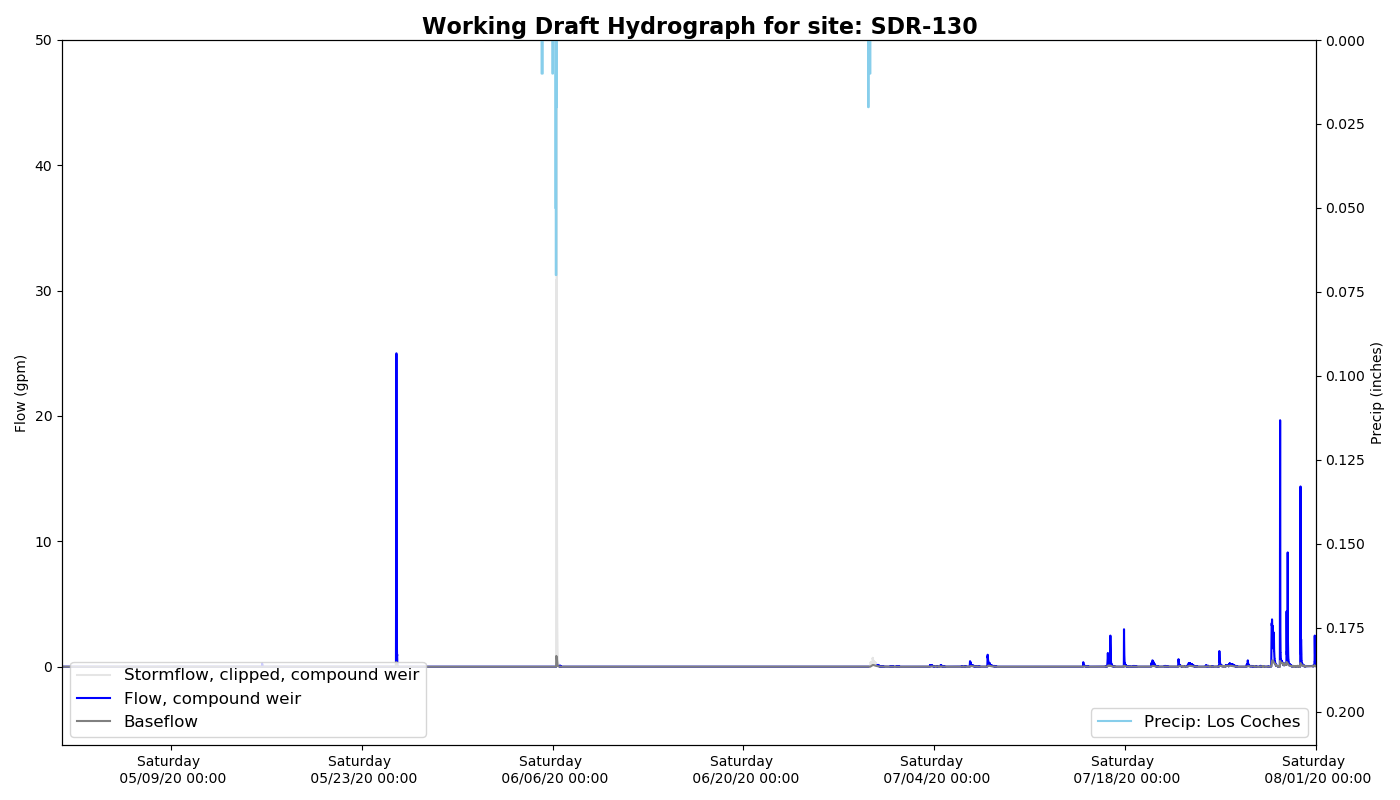 Working Draft Hydrograph for site: SDR-130
50
40
30
20
10
0
Flow (gpm)
0.000
0.025
0.050
0.075
0.100
0.125
0.150
0.175
0.200
Precip (inches)
Stormflow, clipped, compound weir
Flow, compound weir
Baseflow
Precip: Los Coches
Saturday
05/09/20 00:00
Saturday
05/23/20 00:00
Saturday
06/06/20 00:00
Saturday
06/20/20 00:00
Saturday
07/04/20 00:00
Saturday
07/18/20 00:00
Saturday
08/01/20 00:00